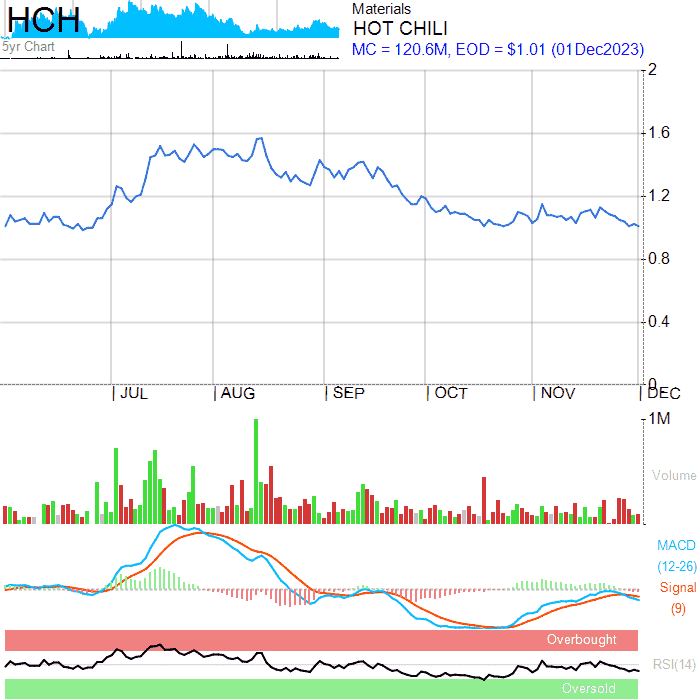 HCH
5yr Chart
Materials
HOT CHILI
MC = 120.6M, EOD = $1.01 (01Dec2023)
2
1.6
1.2
0.8
0.4
0
JUL AUG SEP OCT NOV DEC
1M
Volume
MACD
(12-26)
Signal
(9)
Overbought
RSI(14)
Oversold